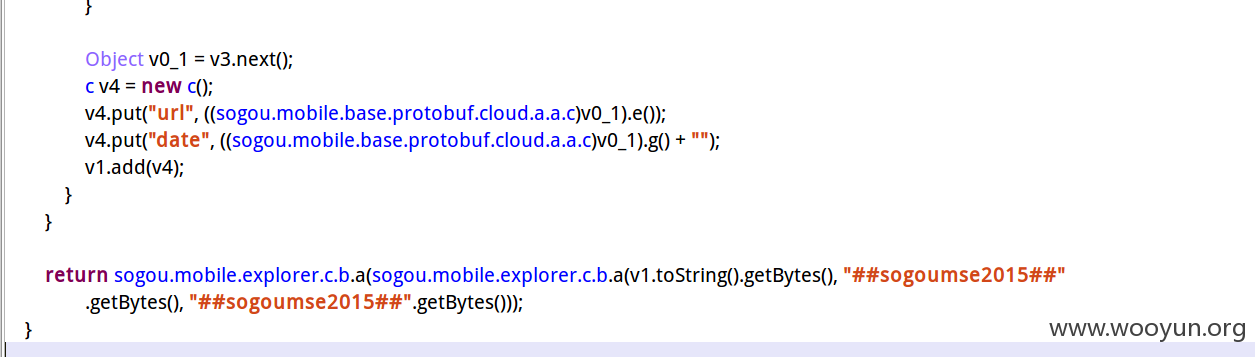 }
Object v0_1 = v3.next();
c v4 = new c();
v4.put("url", ((sogou.mobile.base.protobuf.cloud.a.a.c)v0_1).e());
v4.put("date", ((sogou.mobile.base.protobuf.cloud.a.a.c)v0_1).g() + "");
v1.add(v4);
}
}
return sogou.mobile.explorer.c.b.a(sogou.mobile.explorer.c.b.a(v1.toString().getBytes(), "##sogoumse2015##"
.getBytes(), "##sogoumse2015##".getBytes()));
}
www.wooyun.org